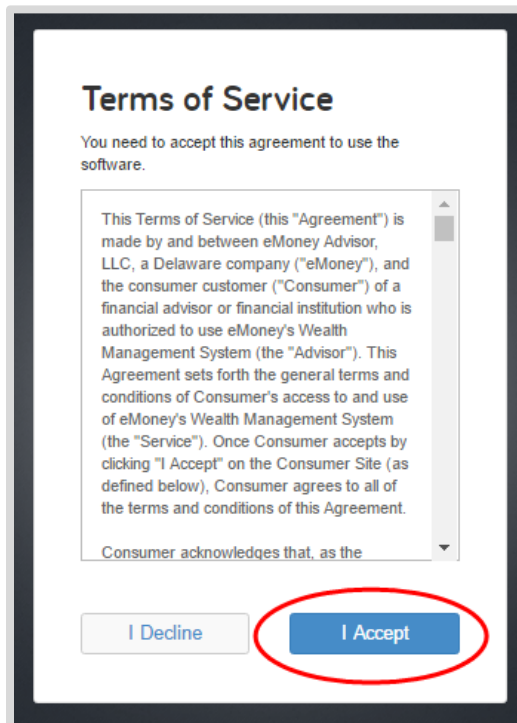 Terms of Service
You need to accept this agreement to use the
software.
This Terms of Service (this "Agreement") is
made by and between eMoney Advisor,
LLC, a Delaware company ("eMoney"), and
the consumer customer ("Consumer") of a
financial advisor or financial institution who is
authorized to use eMoney's Wealth
Management System (the "Advisor"). This
Agreement sets forth the general terms and
conditions of Consumer's access to and use
of eMoney's Wealth Management System
(the "Service"). Once Consumer accepts by
clicking "I Accept" on the Consumer Site (as
defined below), Consumer agrees to all of
the terms and conditions of this Agreement.
Consumer acknowledges that, as the
I Decline
I Accept